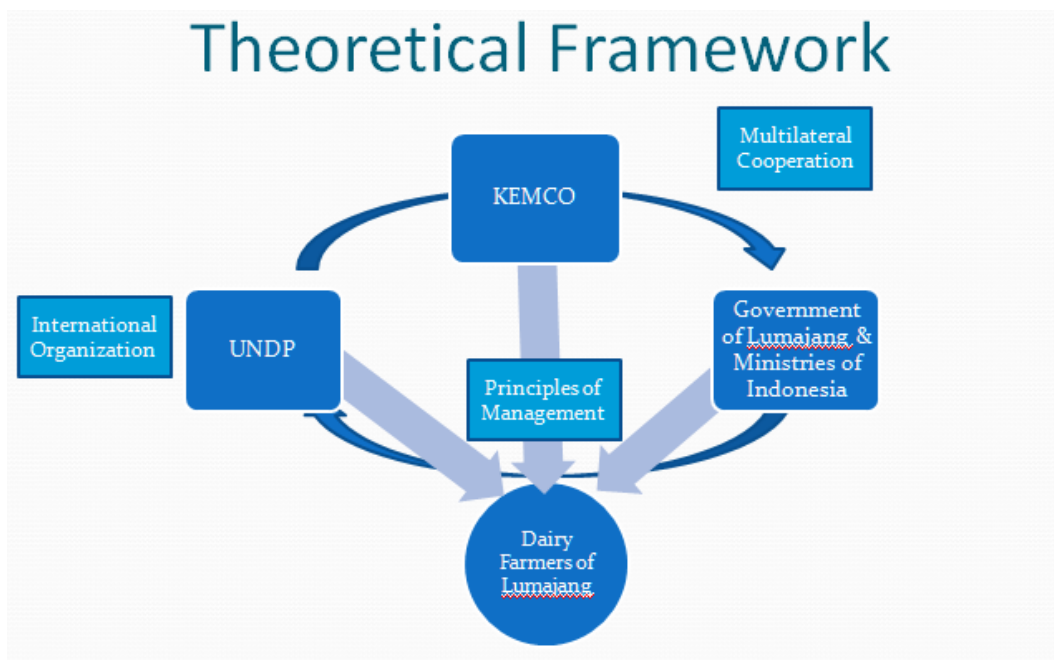 Theoretical Framework
Multilateral
Cooperation
KEMCO
International
Organization
UNDP
Government
of Lumajang &
Ministries of
Indonesia
Principles of
Management
Dairy
Farmers of
Lumajang